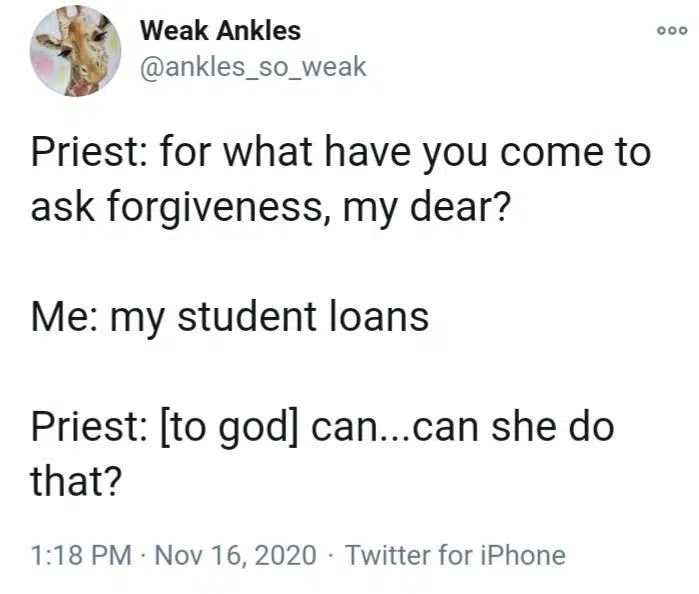 Weak Ankles
@ankles_so_weak
Priest: for what have you come to
ask forgiveness, my dear?
Me: my student loans
Priest: [to god] can...can she do
that?
1:18 PM · Nov 16, 2020 · Twitter for iPhone